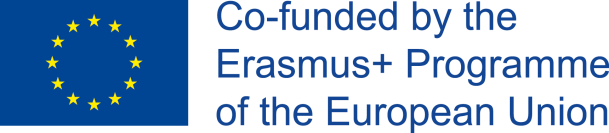 Co-funded by the
Erasmus+ Programme
of the European Union